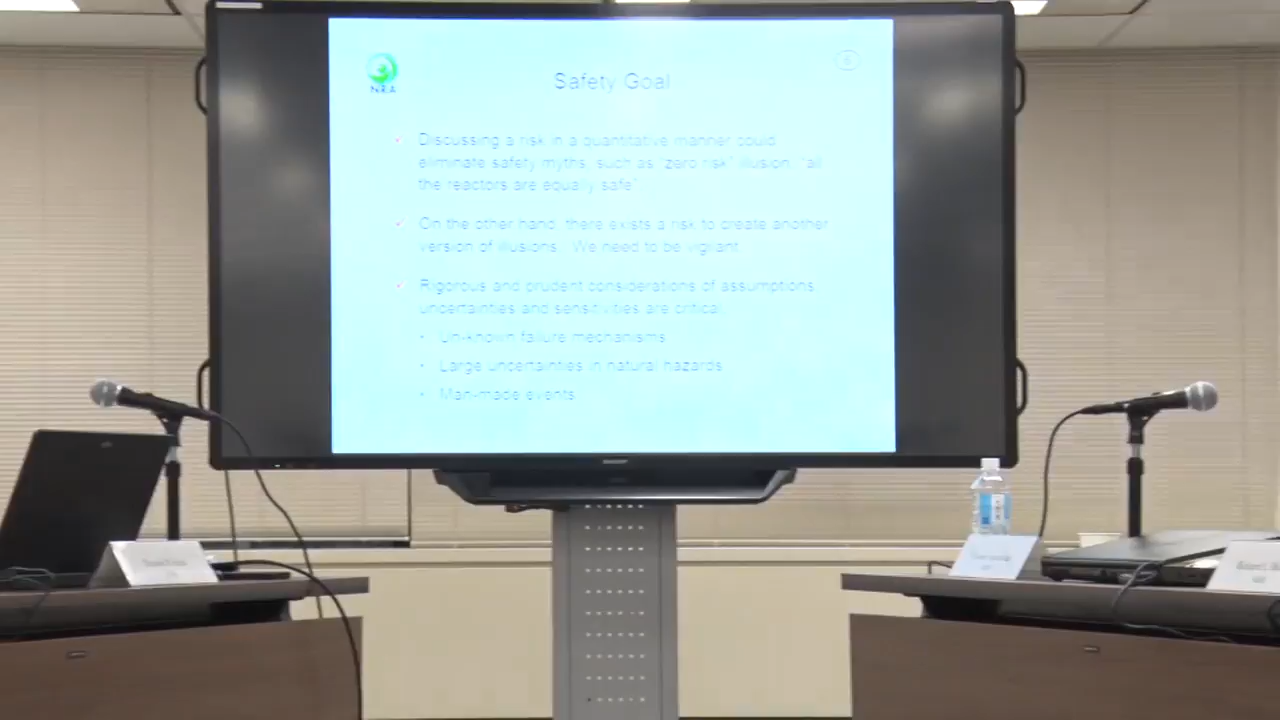 NRA
Safety Goal
Discussing a risk in a quantitative manner could
eliminate safety myths, such as "zero risk" illusion, "all
the reactors are equally safe"
On the other hand, there exists a risk to create another
version of illusions. We need to be vigilant.
Rigorous and prudent considerations of assumptions,
uncertainties and sensitivities are critical.
Un-known failure mechanisms
Large uncertainties in natural hazards
Man-made events